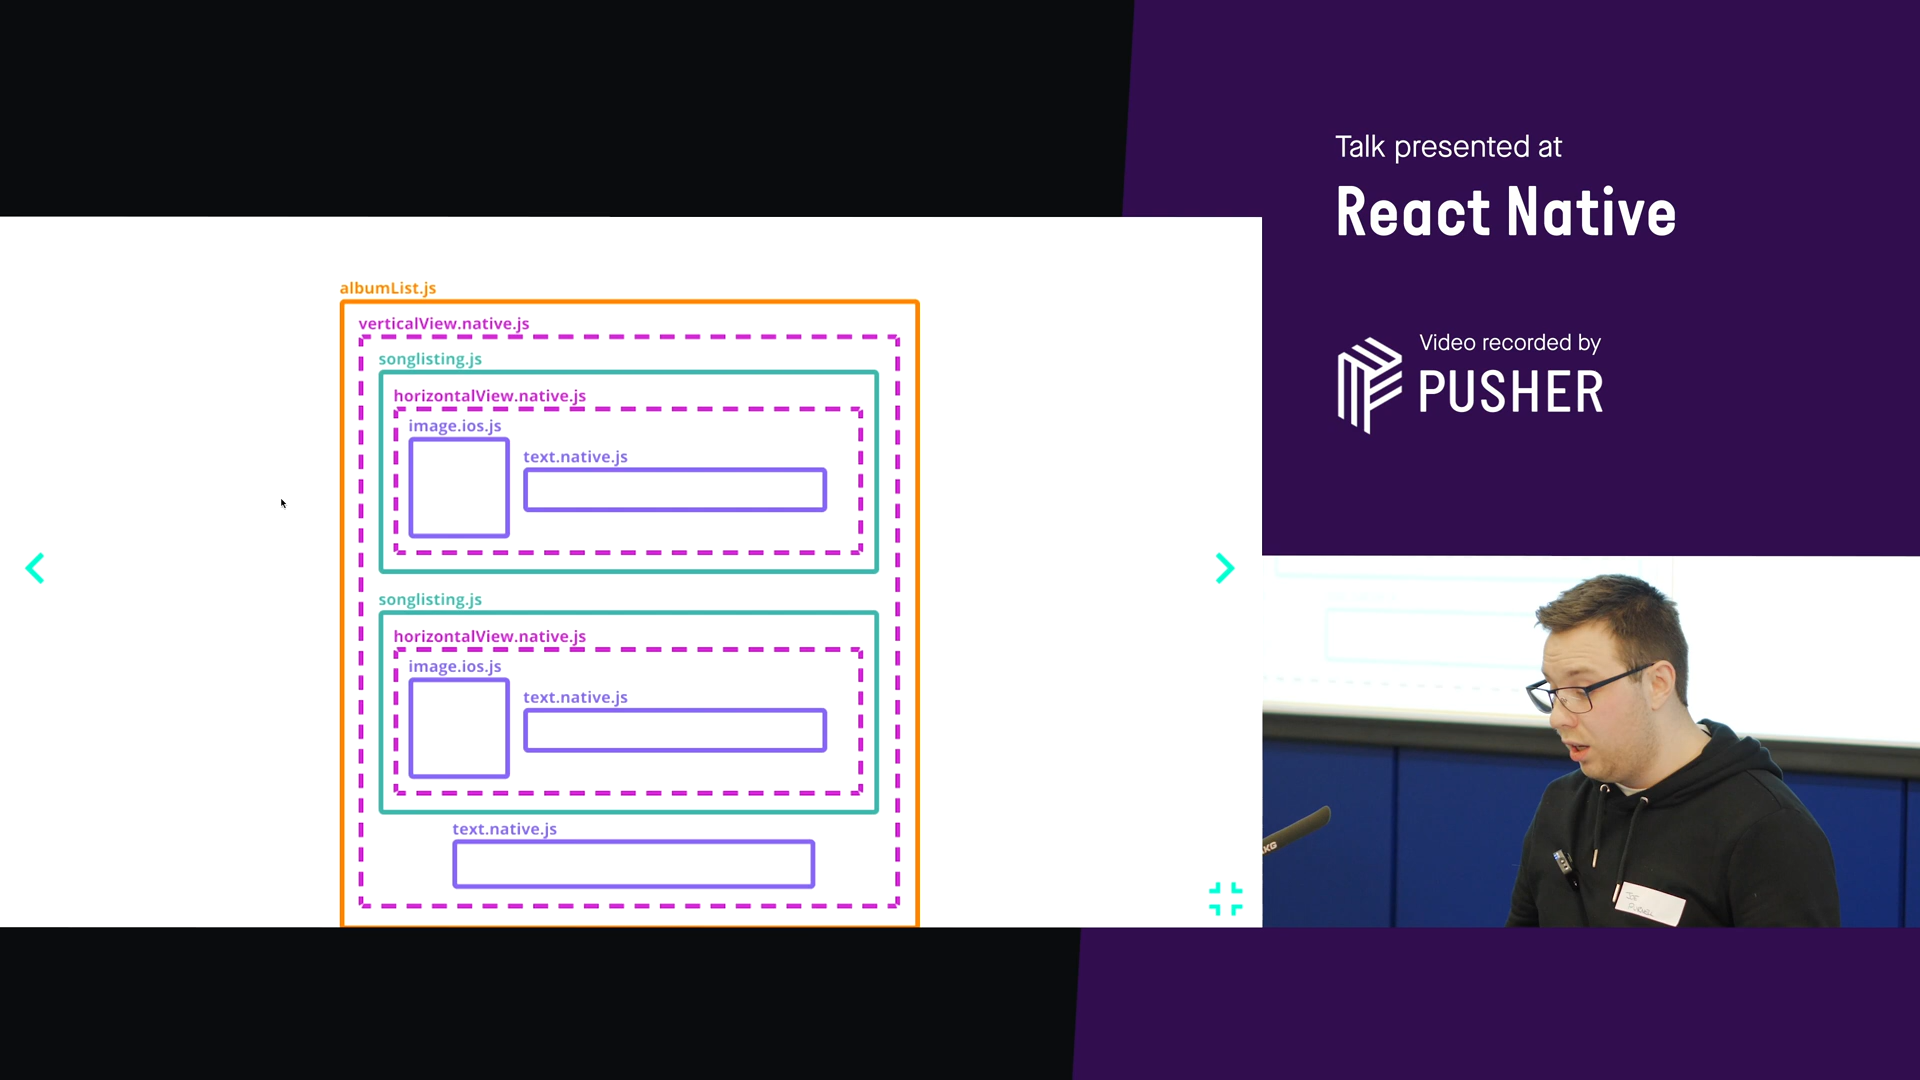 Talk presented at
React Native
Video recorded by
PUSHER
albumList.js
verticalView.native.js
songlisting.js
horizontalView.native.js
image.ios.js
text.native.js
songlisting.js
horizontalView.native.js
image.ios.js
text.native.js
text.native.js
AKG
JOE